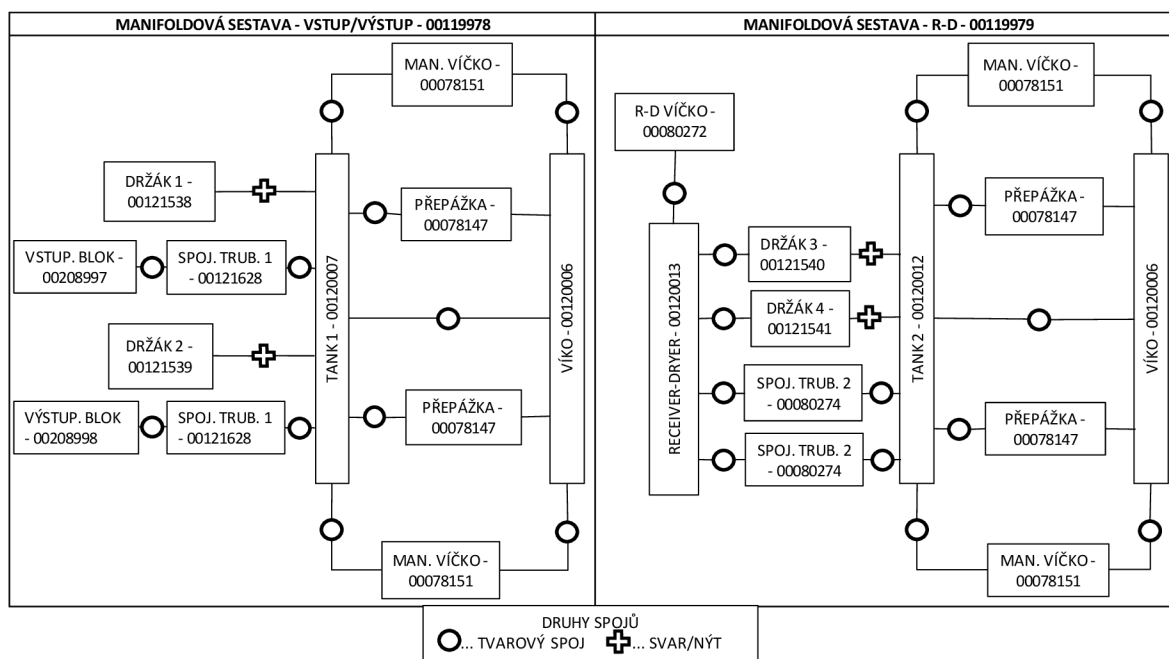 MANIFOLDOVÁ SESTAVA - VSTUP/VÝSTUP - 00119978
MAN. VÍČKO -
00078151
DRŽÁK 1 -
00121538
PŘEPÁŽKA -
00078147
VSTUP. BLOK -
00208997
SPOJ. TRUB. 1
- 00121628
TANK 1 - 00120007
VÍKO - 00120006
DRŽÁK 2 -
00121539
VÝSTUP. BLOK
- 00208998
SPOJ. TRUB. 1
- 00121628
PŘEPÁŽKA -
00078147
MAN. VÍČKO -
00078151
MANIFOLDOVÁ SESTAVA - R-D - 00119979
MAN. VÍČKO -
00078151
R-D VÍČKO -
00080272
PŘEPÁŽKA -
00078147
DRŽÁK 3 -
00121540
RECEIVER-DRYER - 00120013
TANK 2 - 00120012
VÍKO - 00120006
DRŽÁK 4 -
00121541
SPOJ. TRUB. 2
- 00080274
PŘEPÁŽKA -
00078147
SPOJ. TRUB. 2
- 00080274
MAN. VÍČKO -
00078151
DRUHY SPOJŮ
... TVAROVÝ SPOJ ... SVAR/NÝT